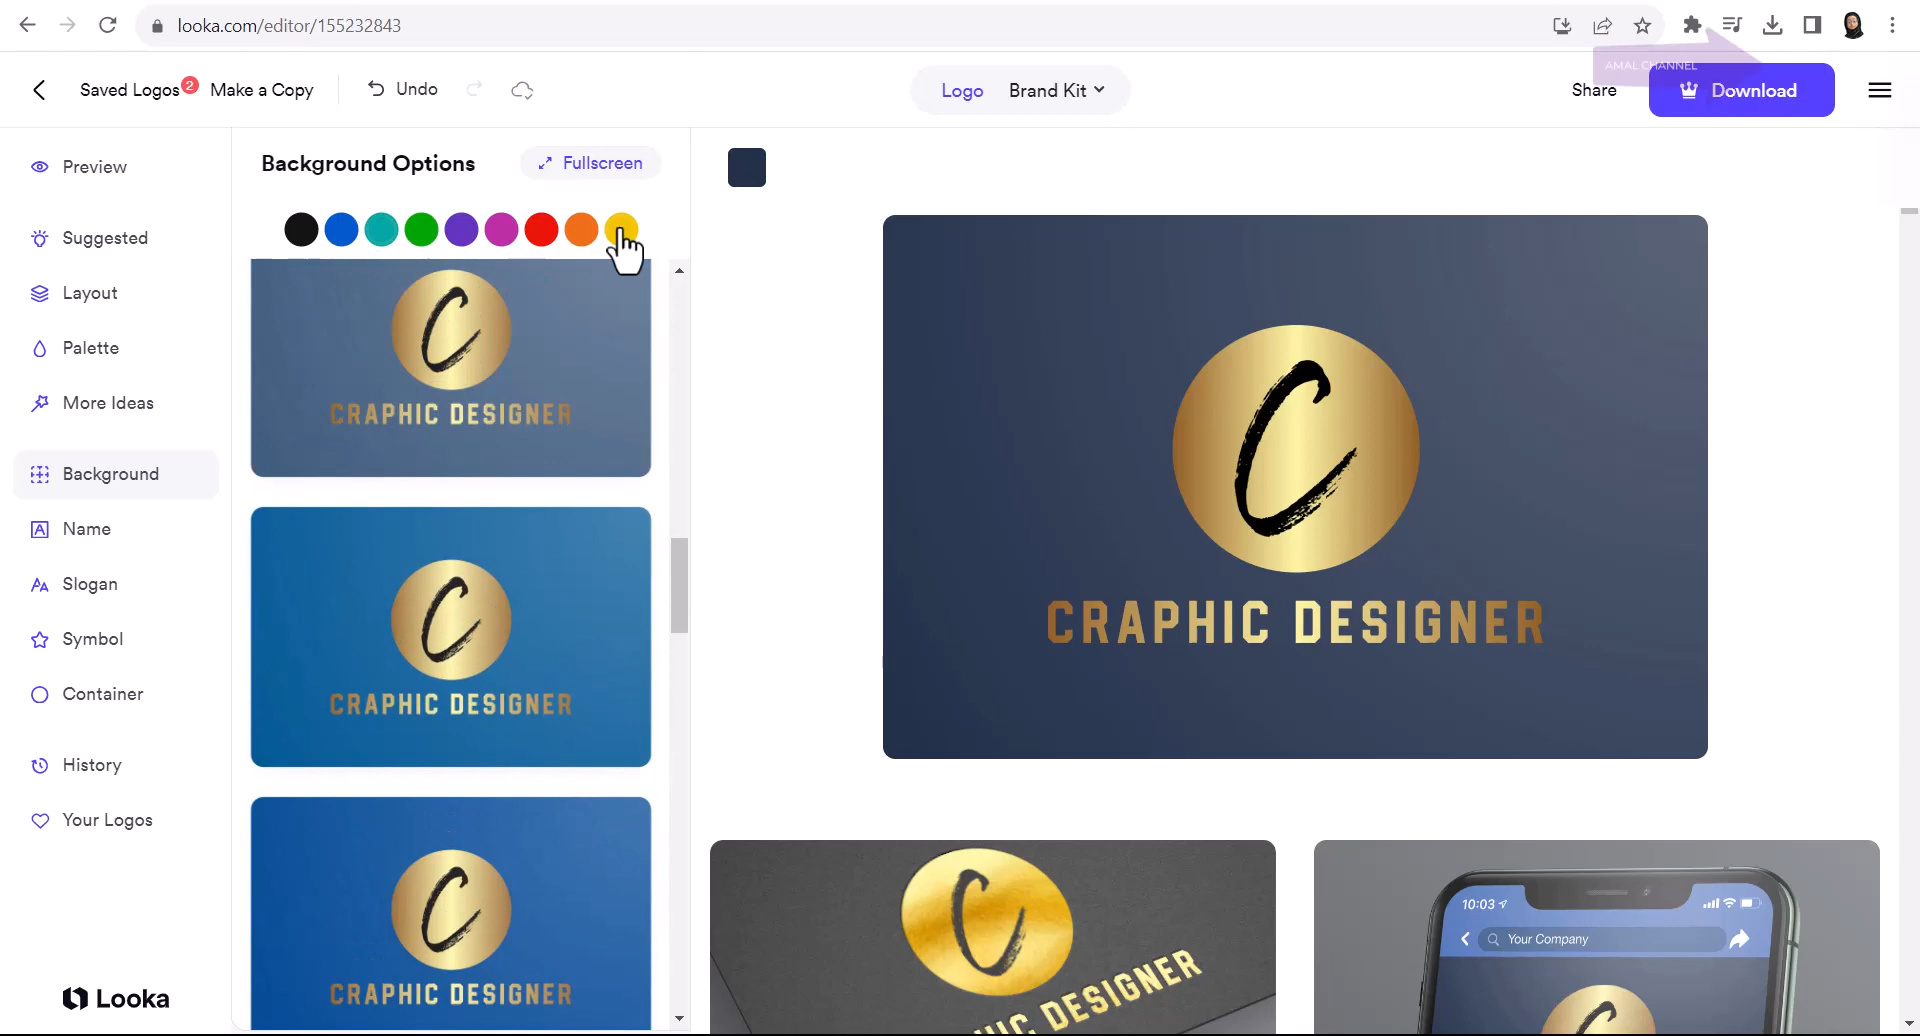 looka.com/editor/155232843
AMAL CHANNEL
Saved Logos 2 Make a Copy Undo Logo Brand Kit Share Download
Preview
Suggested
Layout
Palette
More Ideas
Background
Name
Slogan
Symbol
Container
History
Your Logos
Looka
Background Options Fullscreen
C
CRAPHIC DESIGNER
C
CRAPHIC DESIGNER
C
CRAPHIC DESIGNER
C
CRAPHIC DESIGNER
C
DESIGNER
10:03
Your Company